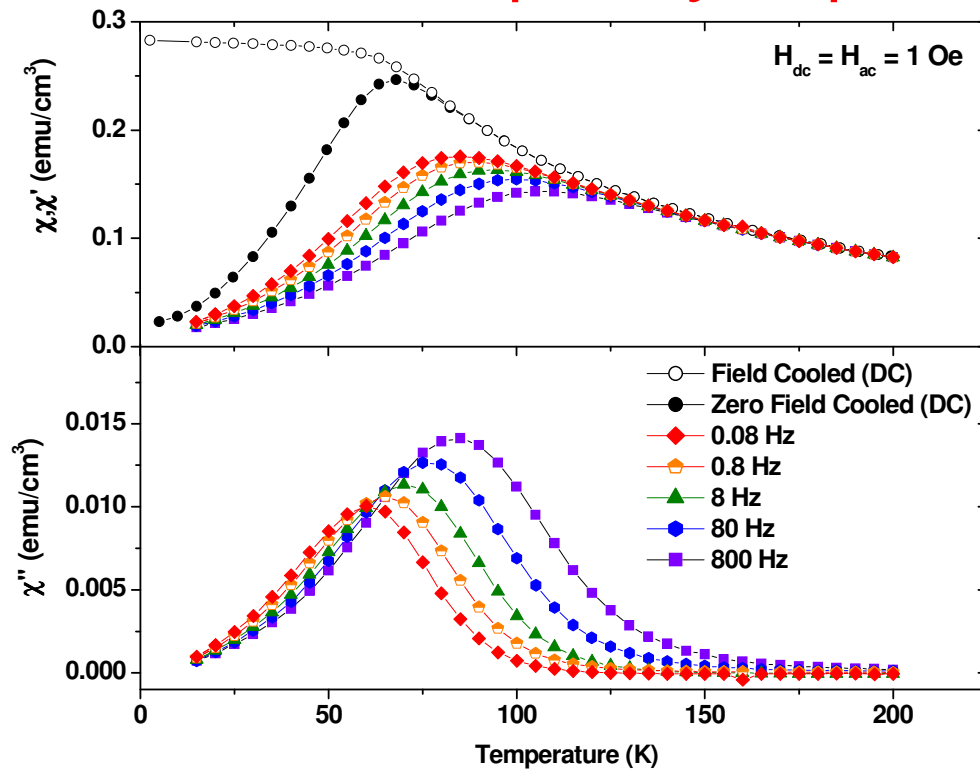 H_dc = H_ac = 1 Oe
χ,χ' (emu/cm³)
0.3
0.2
0.1
0.0
Field Cooled (DC)
Zero Field Cooled (DC)
0.08 Hz
0.8 Hz
8 Hz
80 Hz
800 Hz
χ'' (emu/cm³)
0.015
0.010
0.005
0.000
0 50 100 150 200
Temperature (K)